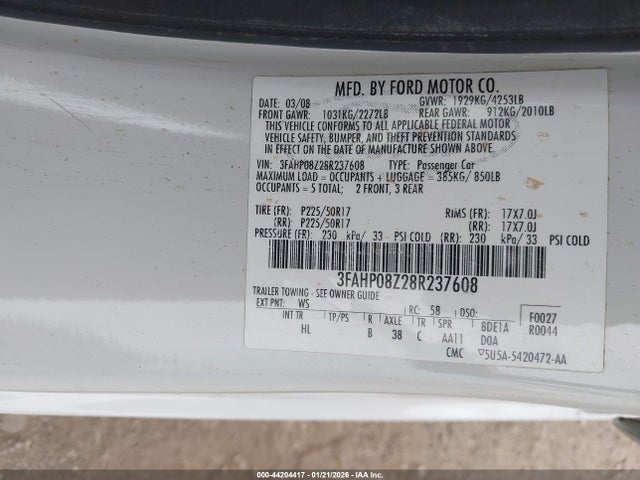 MFD. BY FORD MOTOR CO.
DATE: 03/08 GVWR: 1929KG/4253LB
FRONT GAWR: 1031KG/2272LB REAR GAWR: 912KG/2010LB
THIS VEHICLE CONFORMS TO ALL APPLICABLE FEDERAL MOTOR
VEHICLE SAFETY, BUMPER, AND THEFT PREVENTION STANDARDS
IN EFFECT ON THE DATE OF MANUFACTURE SHOWN ABOVE.
VIN: 3FAHP08Z28R237608 TYPE: Passenger Car
MAXIMUM LOAD = OCCUPANTS + LUGGAGE = 385KG/ 850LB
OCCUPANTS = 5 TOTAL; 2 FRONT, 3 REAR
TIRE (FR): P225/50R17 RIMS (FR): 17X7.0J
(RR): P225/50R17 (RR): 17X7.0J
PRESSURE (FR): 230 kPa/ 33 PSI COLD (RR): 230 kPa/ 33 PSI COLD
3FAHP08Z28R237608
TRAILER TOWING - SEE OWNER GUIDE
EXT PNT: WS RC: 58 DSO: F0027
INT TR TP/PS R AXLE TR SPR BDE1A R0044
HL B 38 C AA11 DOA
CMC ▽5U5A-5420472-AA
000-44204417 | 01/21/2026 - IAA Inc.